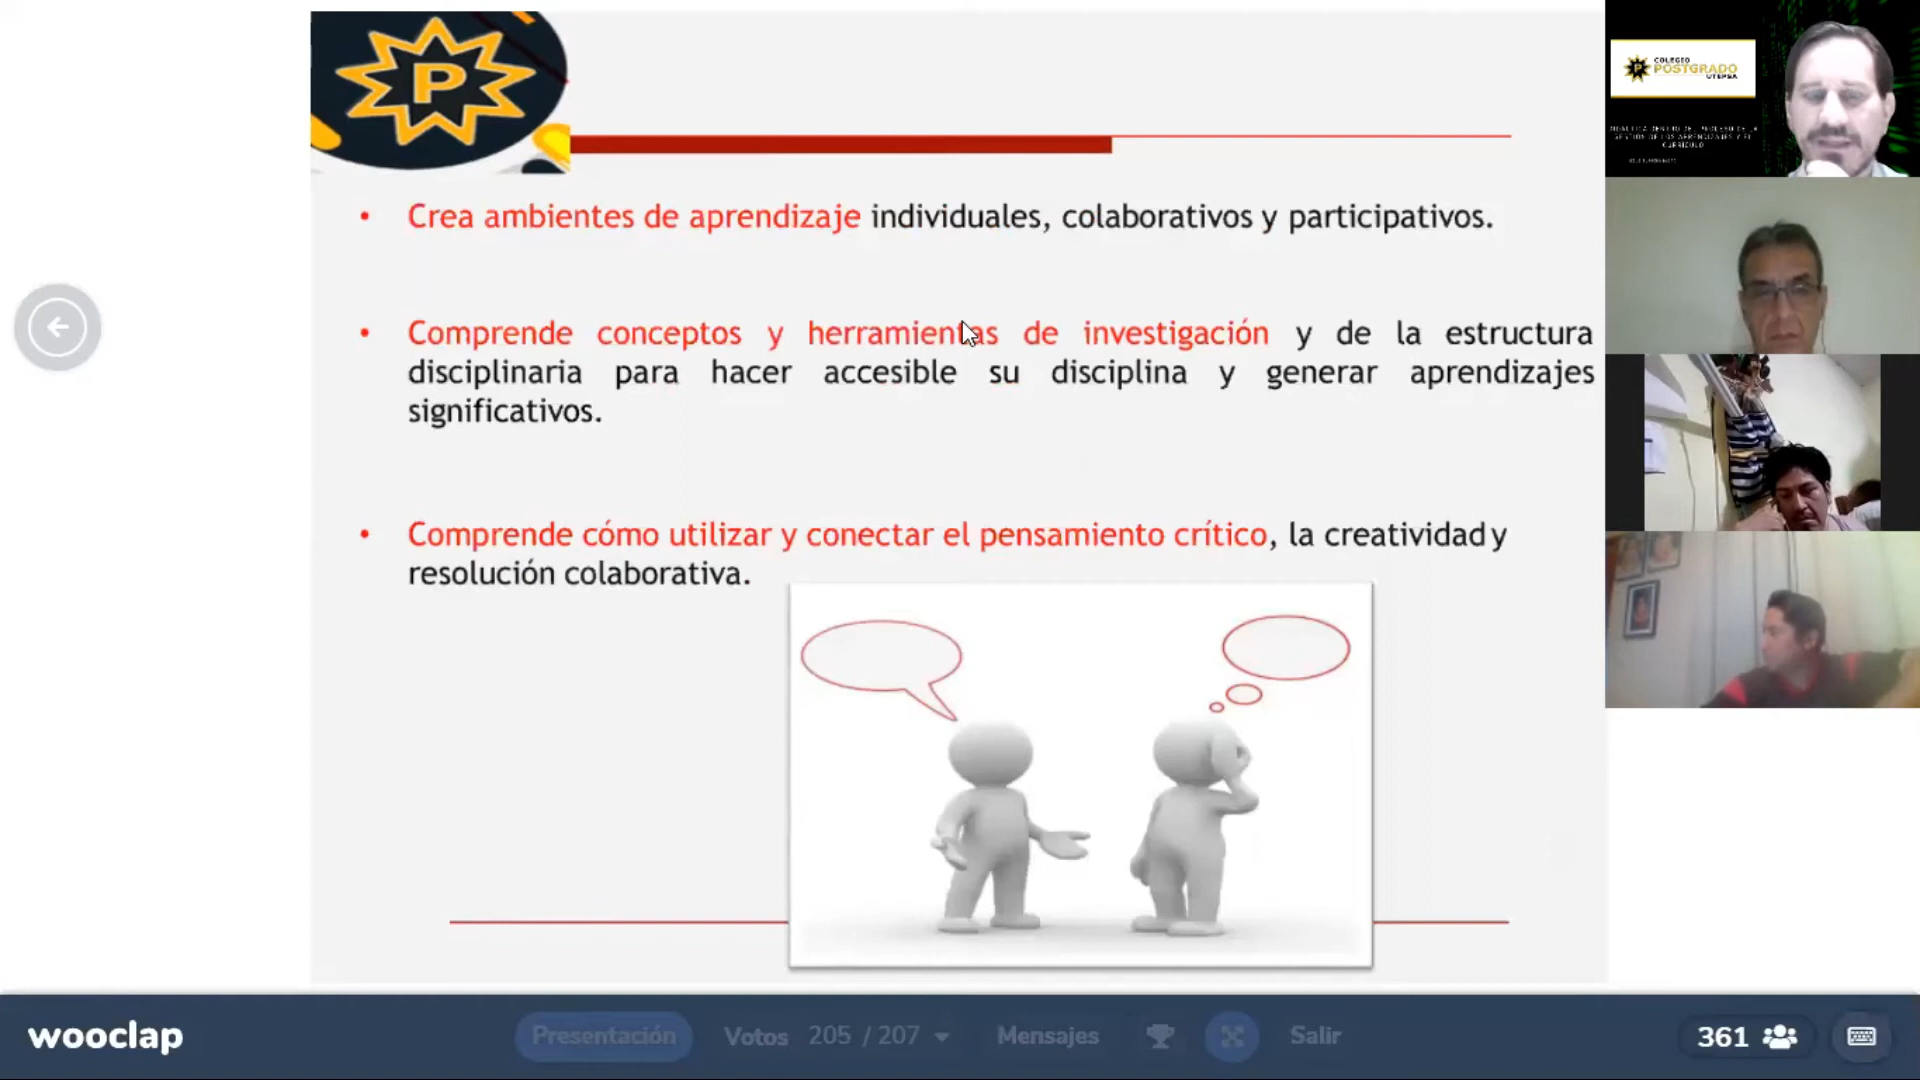 P
• Crea ambientes de aprendizaje individuales, colaborativos y participativos.
• Comprende conceptos y herramientas de investigación y de la estructura
disciplinaria para hacer accesible su disciplina y generar aprendizajes
significativos.
• Comprende cómo utilizar y conectar el pensamiento crítico, la creatividad y
resolución colaborativa.
P
COLEGIO
POSTGRADO
UTEPSA
wooclap
Presentación
Votos 205 / 207
Mensajes
Salir
361